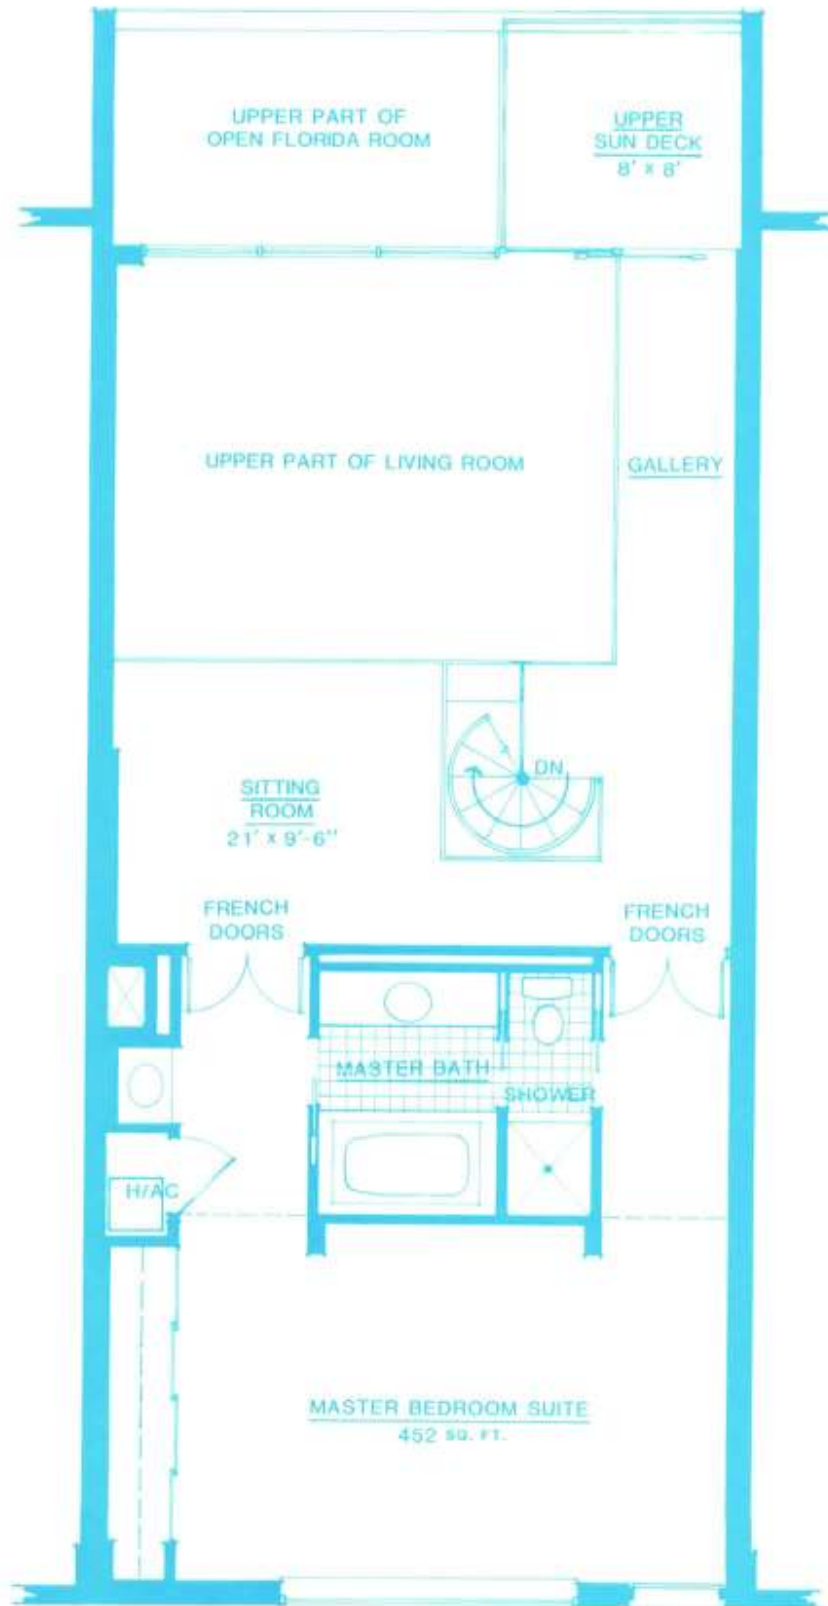 UPPER PART OF
OPEN FLORIDA ROOM
UPPER
SUN DECK
8' x 8'
UPPER PART OF LIVING ROOM
GALLERY
DN
SITTING
ROOM
21' x 9'-6"
FRENCH
DOORS
FRENCH
DOORS
MASTER BATH
SHOWER
H/AC
MASTER BEDROOM SUITE
452 SQ. FT.